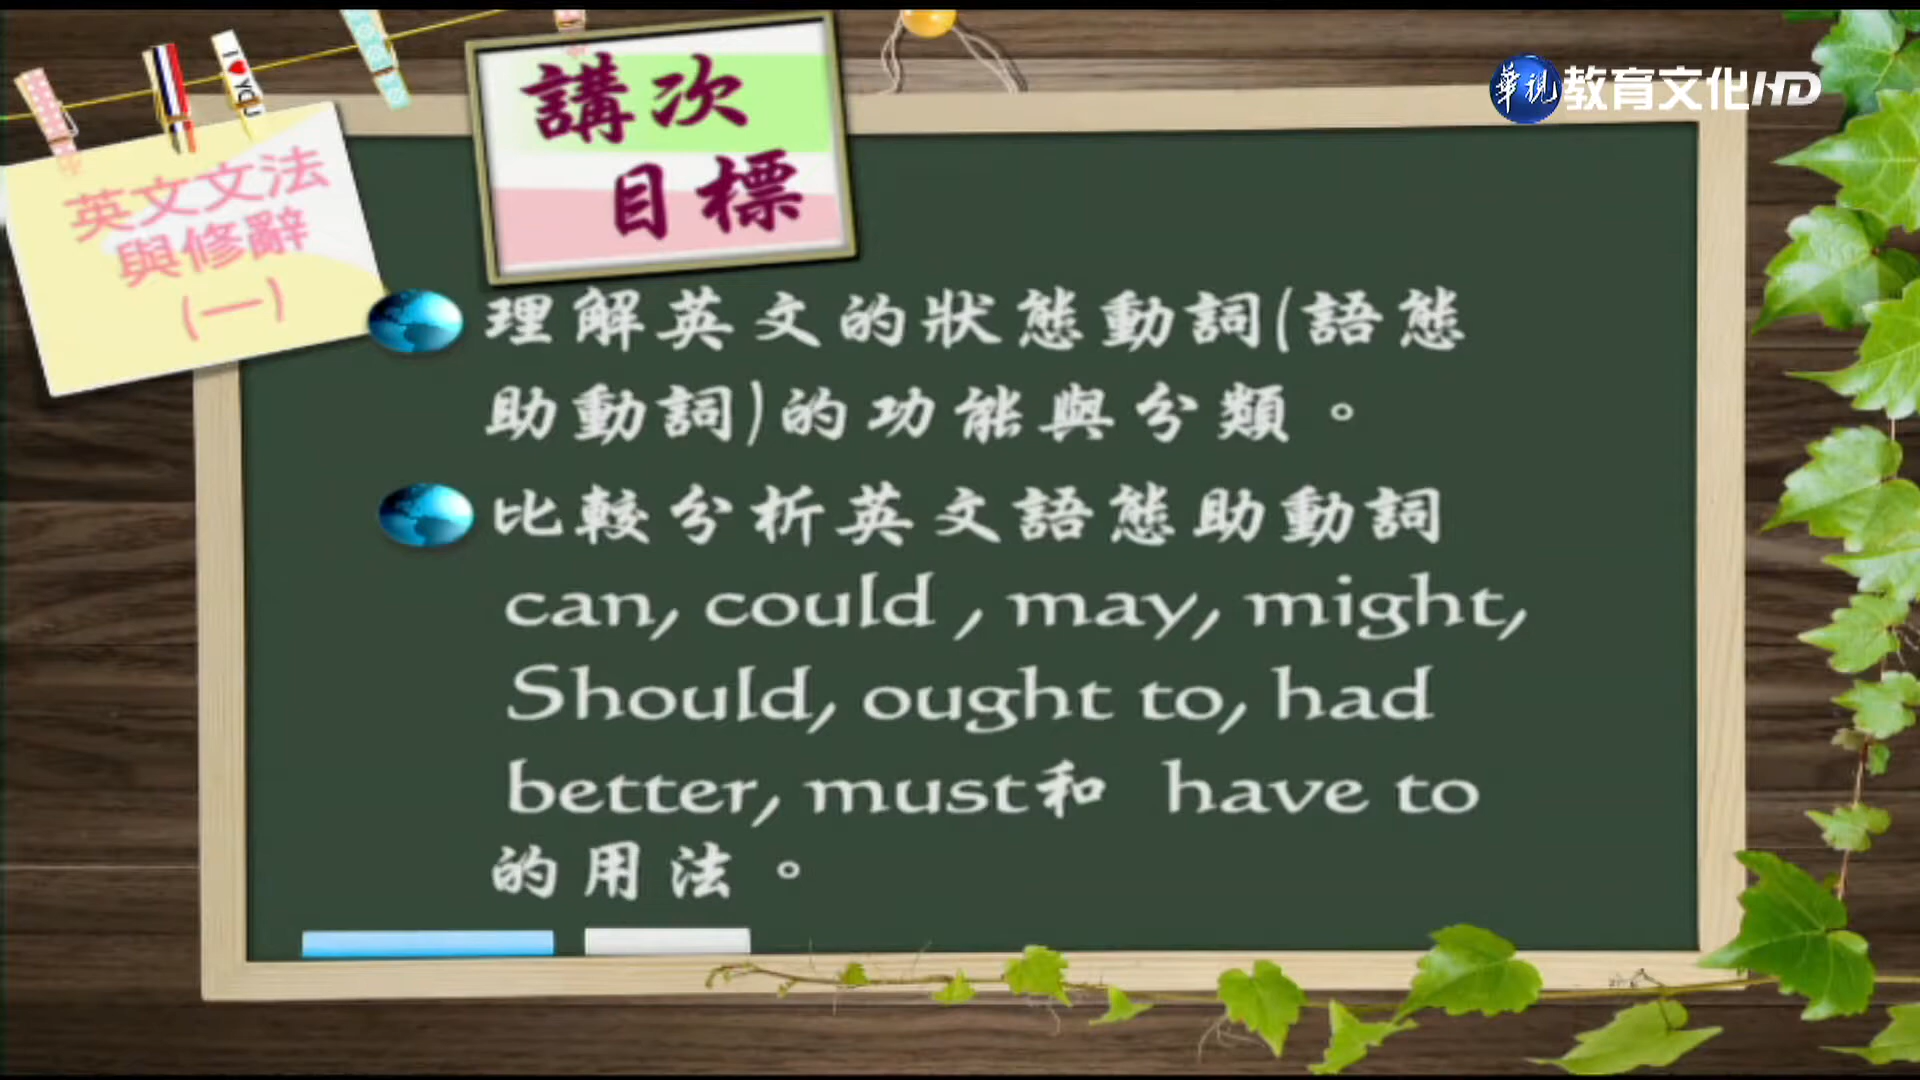 I ♥ YOU
講次
目標
華視 教育文化HD
英文文法
與修辭
(一)
理解英文的狀態動詞(語態
助動詞)的功能與分類。
比較分析英文語態助動詞
can, could , may, might,
Should, ought to, had
better, must和 have to
的用法。